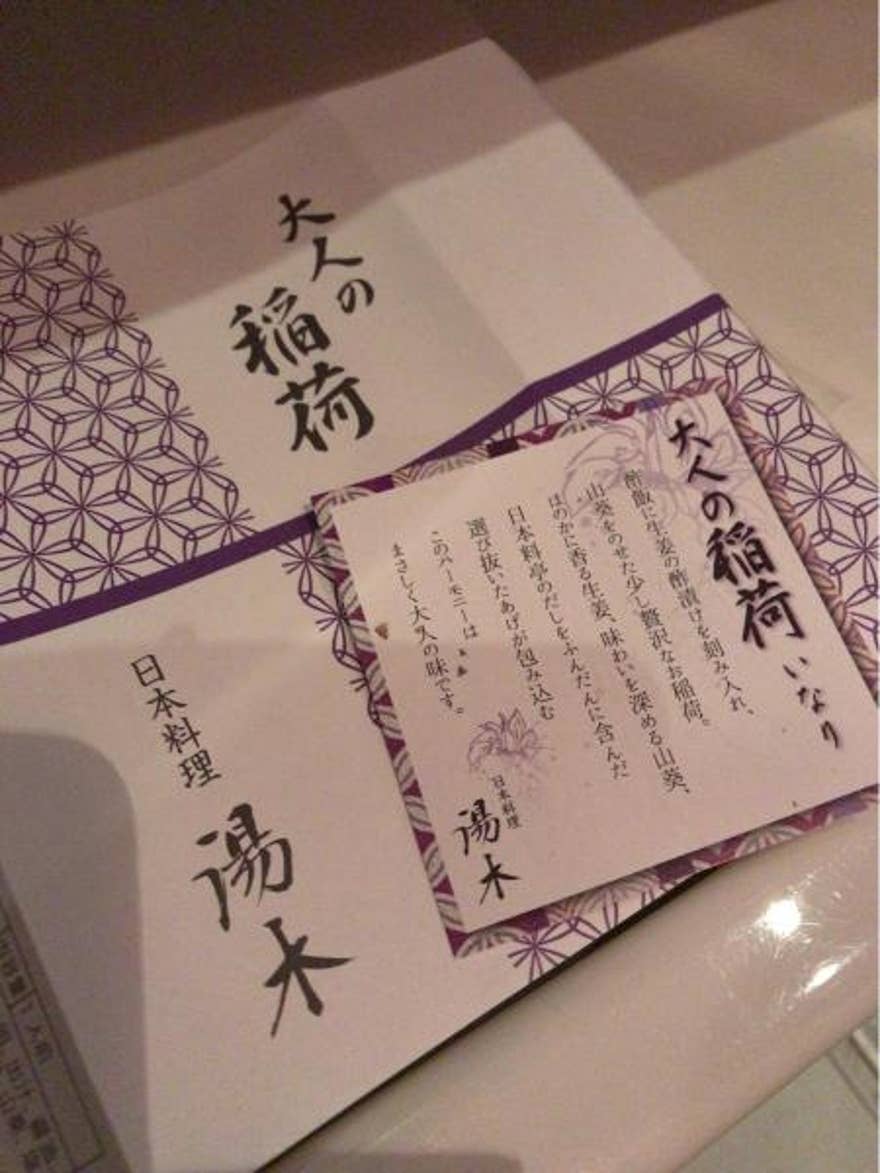 大人の
稲荷
日本料理
湯木
大人の稲荷いなり
酢飯に生姜の酢漬けを刻み入れ、
山葵をのせた少し贅沢なお稲荷。
ほのかに香る生姜、味わいを深める山葵、
日本料亭のだしをふんだんに含んだ
選び抜いたあげが包み込む
このハーモニーは
まさしく大人の味です。
日本料理
湯木
1人前